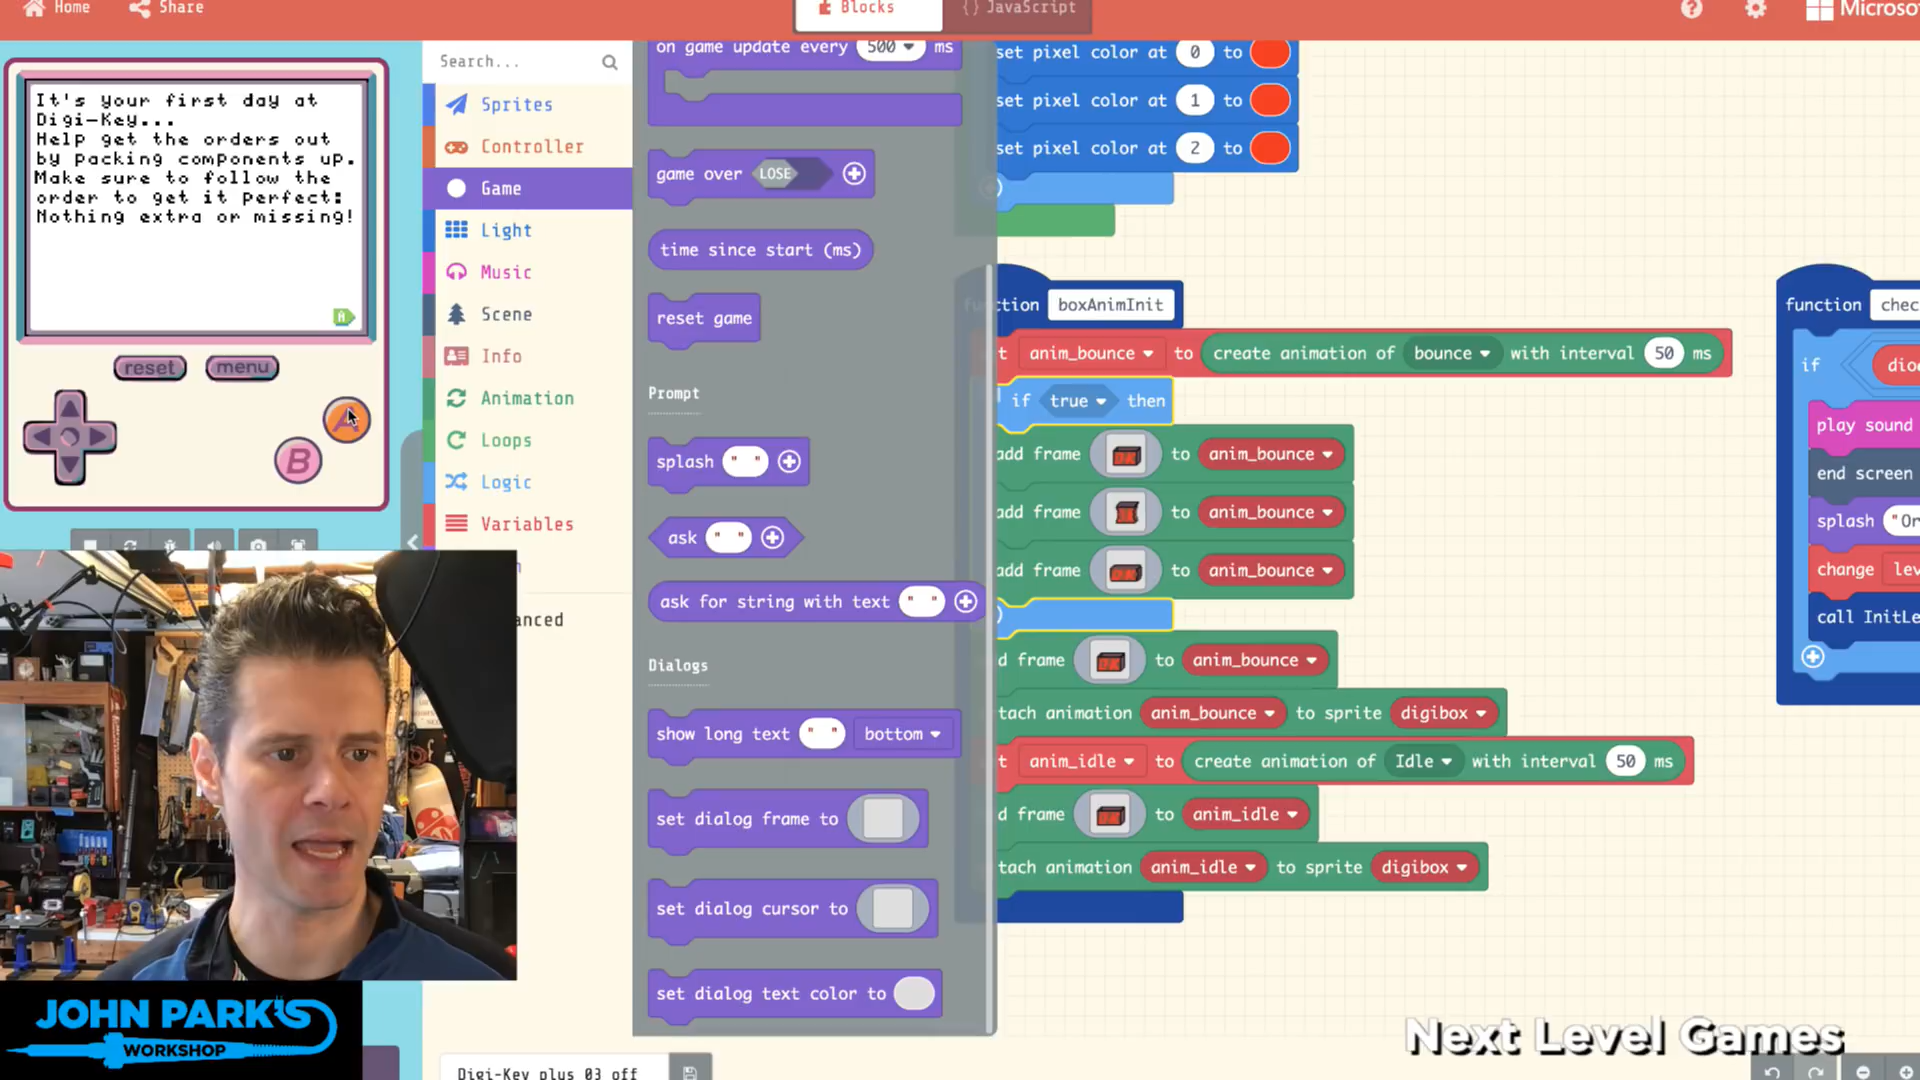 Home
Share
Blocks
{} JavaScript
Microso
It's your first day at
Digi-Key...
Help get the orders out
by packing components up.
Make sure to follow the
order to get it perfect:
Nothing extra or missing!
A
reset
menu
A
B
Search...
Sprites
Controller
Game
Light
Music
Scene
Info
Animation
Loops
Logic
Variables
anced
on game update every 500 ms
game over LOSE
time since start (ms)
reset game
Prompt
splash " "
ask " "
ask for string with text " "
Dialogs
show long text " " bottom
set dialog frame to
set dialog cursor to
set dialog text color to
set pixel color at 0 to
set pixel color at 1 to
set pixel color at 2 to
ction boxAnimInit
t anim_bounce to create animation of bounce with interval 50 ms
if true then
add frame to anim_bounce
add frame to anim_bounce
add frame to anim_bounce
d frame to anim_bounce
tach animation anim_bounce to sprite digibox
t anim_idle to create animation of Idle with interval 50 ms
d frame to anim_idle
tach animation anim_idle to sprite digibox
function chec
if dio
play sound
end screen
splash "Or
change lev
call InitLe
JOHN PARK'S
WORKSHOP
Digi-Key plus 03 off
Next Level Games